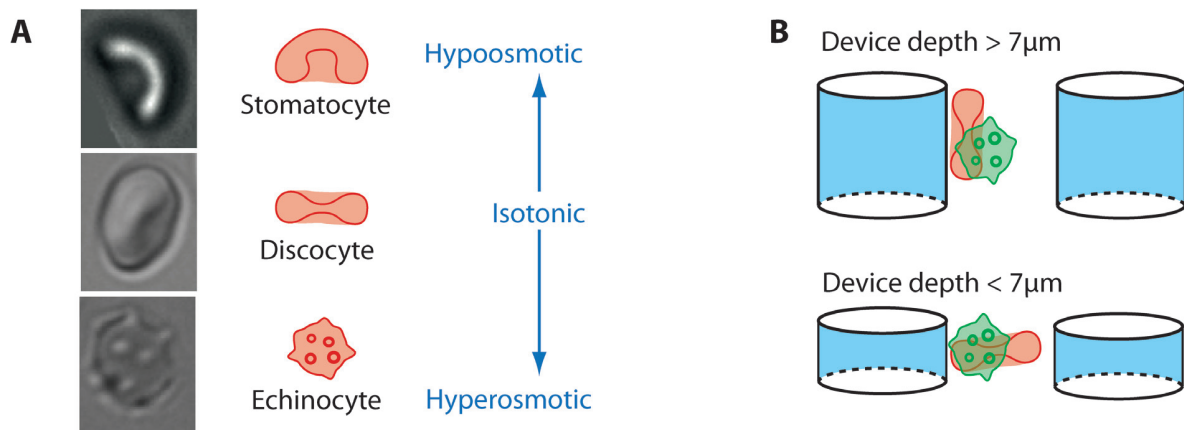 A
Stomatocyte
Hypoosmotic
Discocyte
Isotonic
Echinocyte
Hyperosmotic
B
Device depth > 7μm
Device depth < 7μm